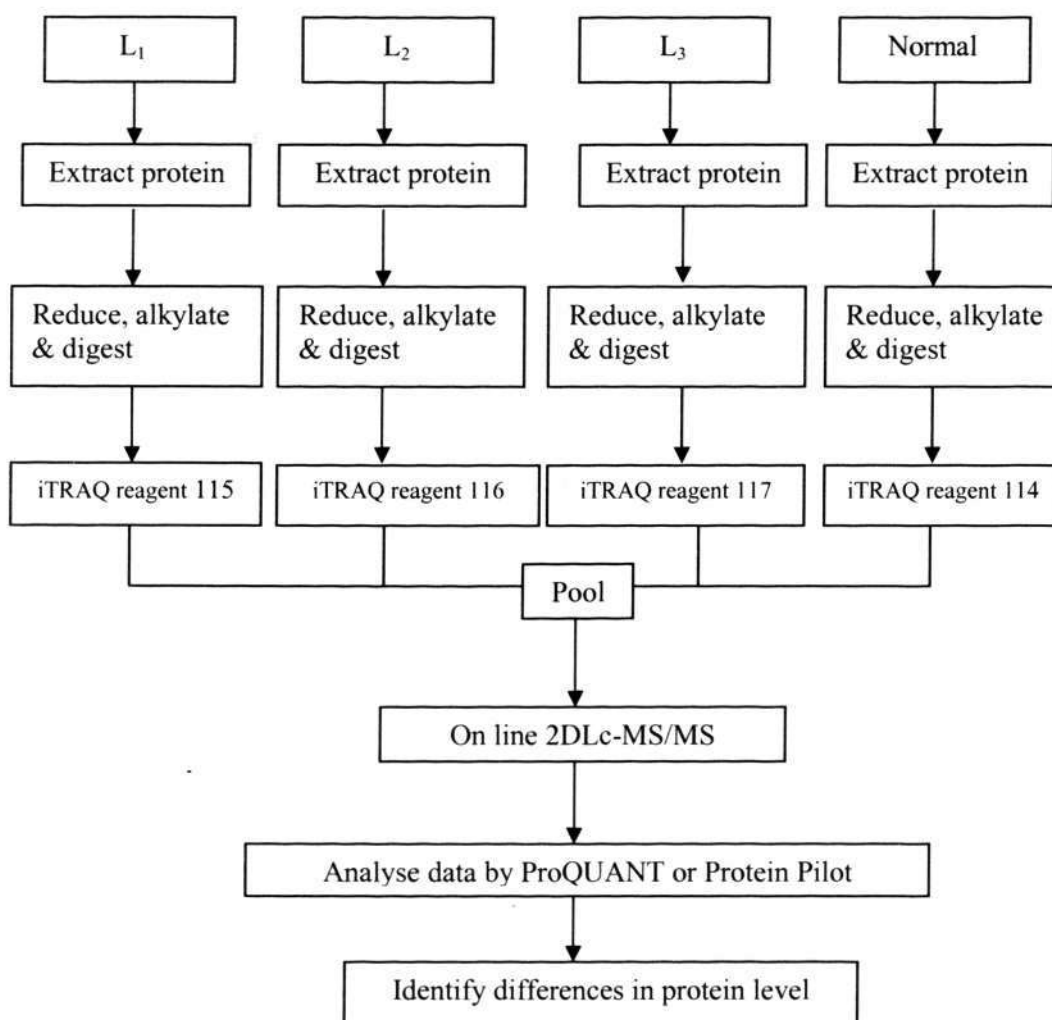 L₁
L₂
L₃
Normal
Extract protein
Extract protein
Extract protein
Extract protein
Reduce, alkylate
& digest
Reduce, alkylate
& digest
Reduce, alkylate
& digest
Reduce, alkylate
& digest
iTRAQ reagent 115
iTRAQ reagent 116
iTRAQ reagent 117
iTRAQ reagent 114
Pool
On line 2DLc-MS/MS
Analyse data by ProQUANT or Protein Pilot
Identify differences in protein level